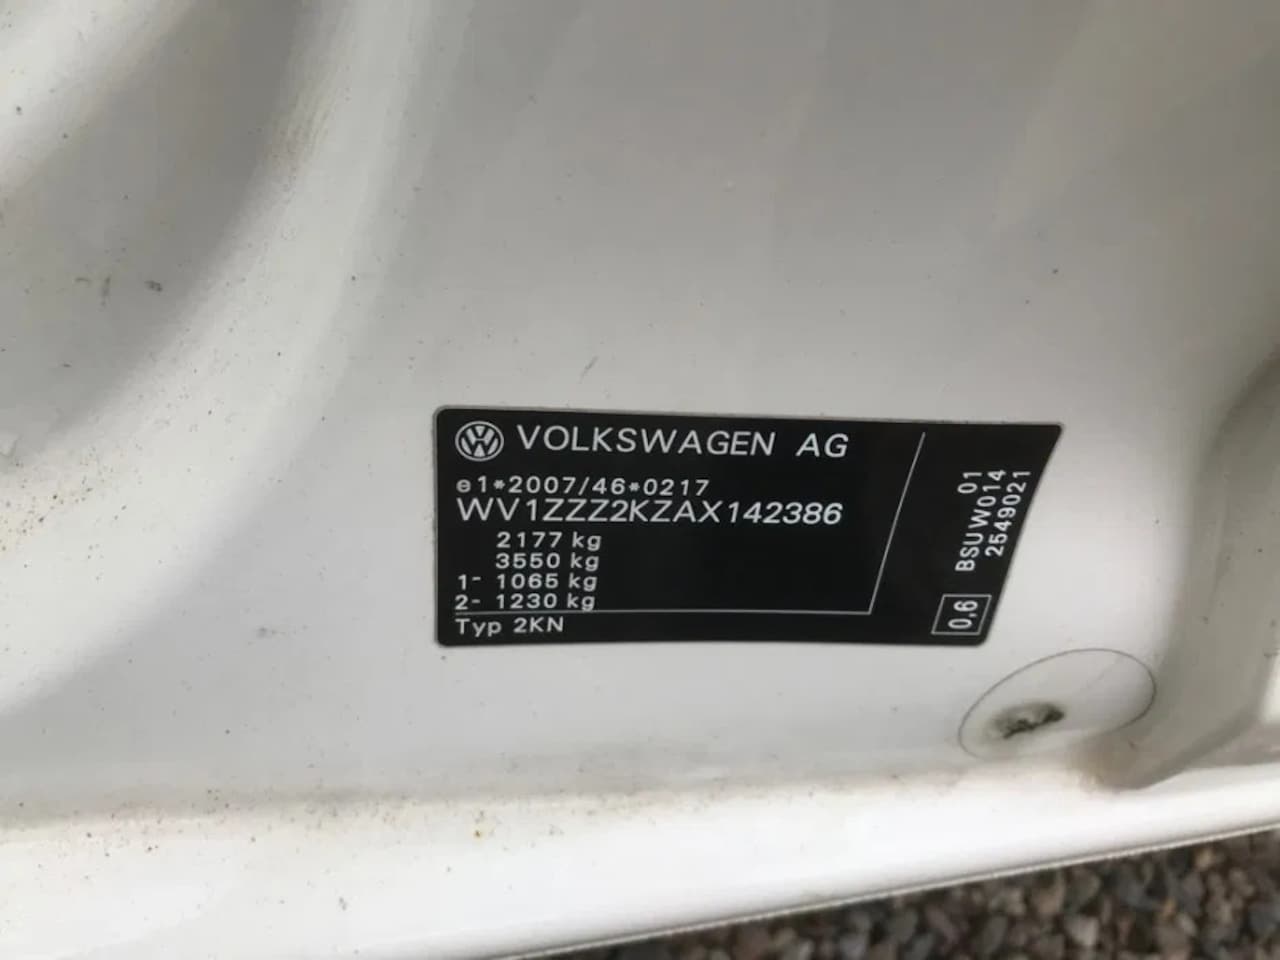 VOLKSWAGEN AG
e1*2007/46*0217
WV1ZZZ2KZAX142386
2177 kg
3550 kg
1- 1065 kg
2- 1230 kg
Typ 2KN
01
BSUW014
2549021
0,6